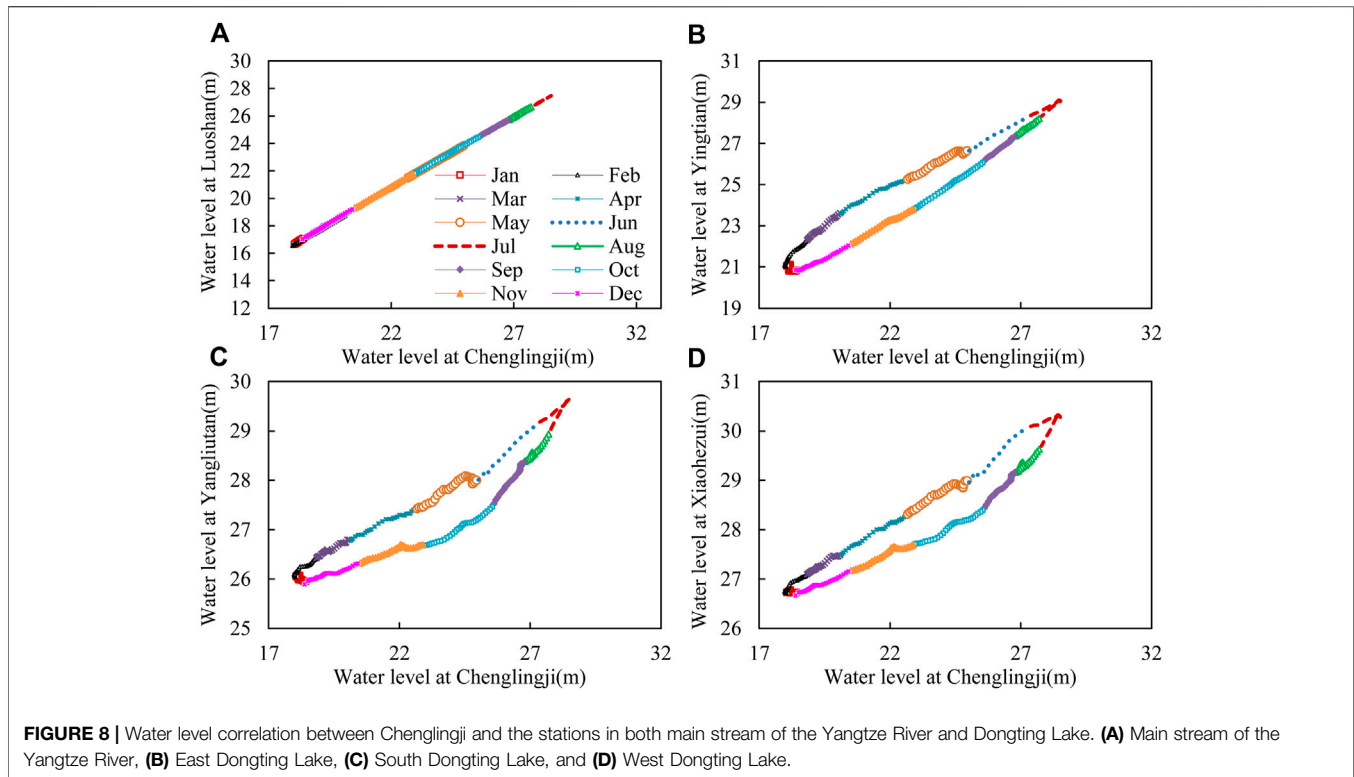 A
Water level at Luoshan(m)
30
28
26
24
22
20
18
16
14
12
17 22 27 32
Water level at Chenglingji(m)
Jan Feb
Mar Apr
May Jun
Jul Aug
Sep Oct
Nov Dec
B
Water level at Yingtian(m)
31
29
27
25
23
21
19
17 22 27 32
Water level at Chenglingji(m)
C
Water level at Yangliutan(m)
30
29
28
27
26
25
17 22 27 32
Water level at Chenglingji(m)
D
Water level at Xiaohezui(m)
31
30
29
28
27
26
17 22 27 32
Water level at Chenglingji(m)
FIGURE 8 | Water level correlation between Chenglingji and the stations in both main stream of the Yangtze River and Dongting Lake. (A) Main stream of the
Yangtze River, (B) East Dongting Lake, (C) South Dongting Lake, and (D) West Dongting Lake.